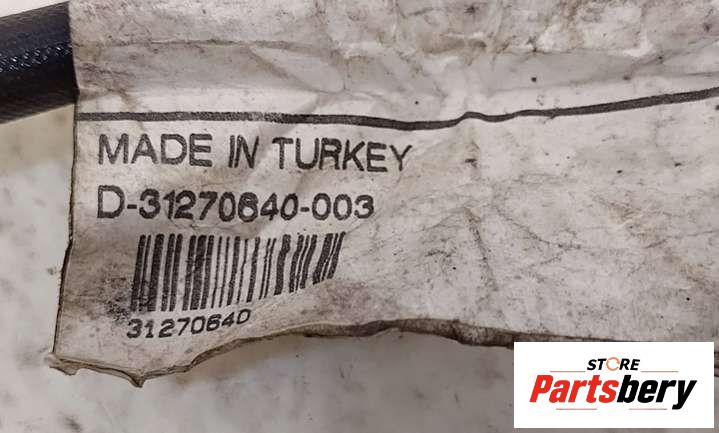 MADE IN TURKEY
D-31270640-003
31270640
STORE
Partsbery